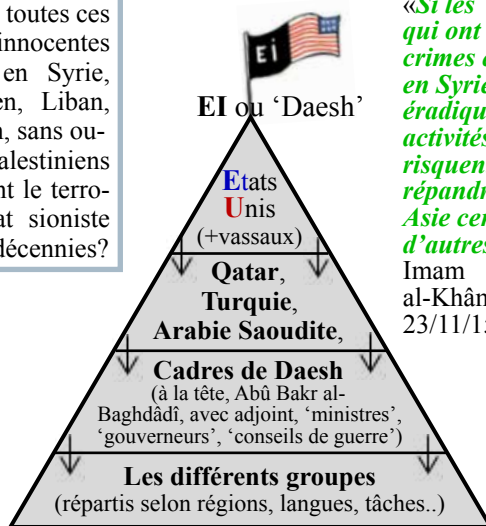 toutes ces
innocentes
en Syrie,
en, Liban,
n, sans ou-
alestiniens
nt le terro-
at sioniste
décennies?
Ei
EI ou ‘Daesh’
Etats
Unis
(+vassaux)
Qatar,
Turquie,
Arabie Saoudite,
Cadres de Daesh
(à la tête, Abû Bakr al-
Baghdâdî, avec adjoint, ‘ministres’,
‘gouverneurs’, ‘conseils de guerre’)
Les différents groupes
(répartis selon régions, langues, tâches..)
«Si les
qui ont
crimes
en Syrie
éradiqu
activités
risquent
répandr
Asie cen
d’autres
Imam
al-Khân
23/11/1